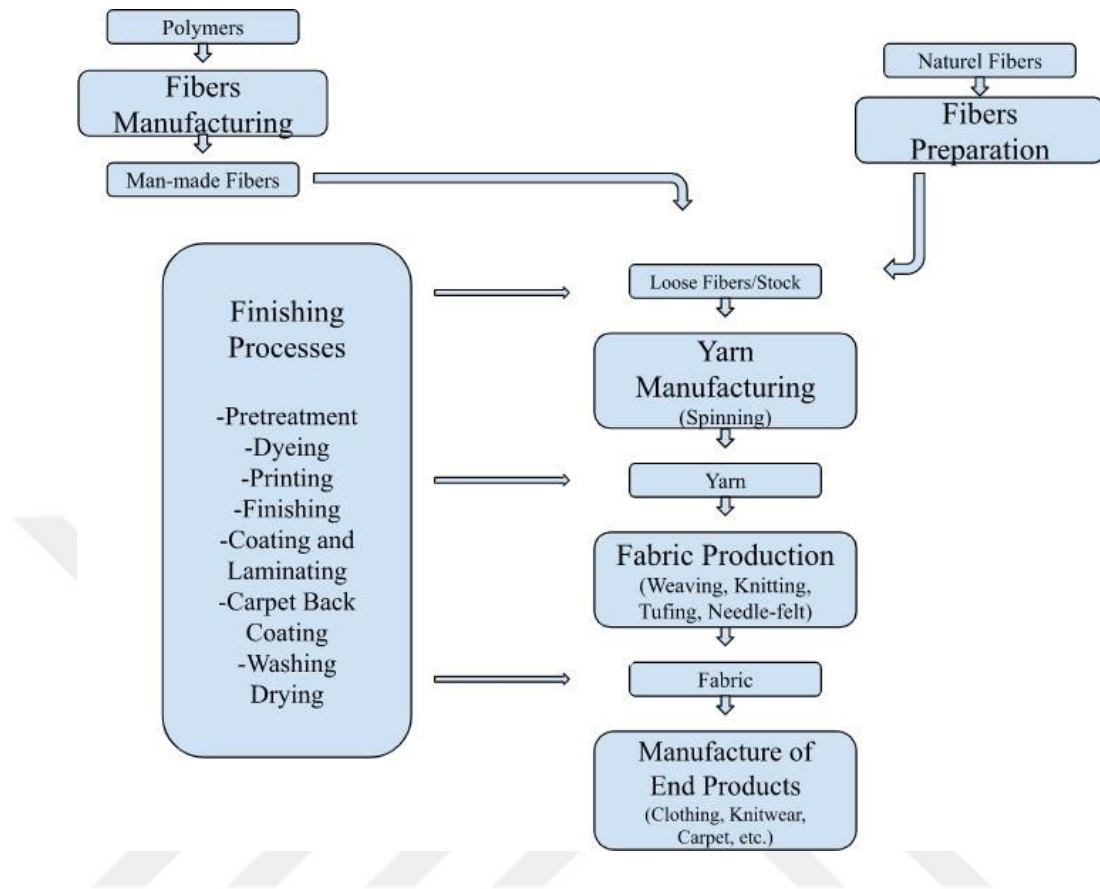 Polymers
Fibers
Manufacturing
Man-made Fibers
Naturel Fibers
Fibers
Preparation
Finishing
Processes
-Pretreatment
-Dyeing
-Printing
-Finishing
-Coating and
Laminating
-Carpet Back
Coating
-Washing
Drying
Loose Fibers/Stock
Yarn
Manufacturing
(Spinning)
Yarn
Fabric Production
(Weaving, Knitting,
Tufing, Needle-felt)
Fabric
Manufacture of
End Products
(Clothing, Knitwear,
Carpet, etc.)